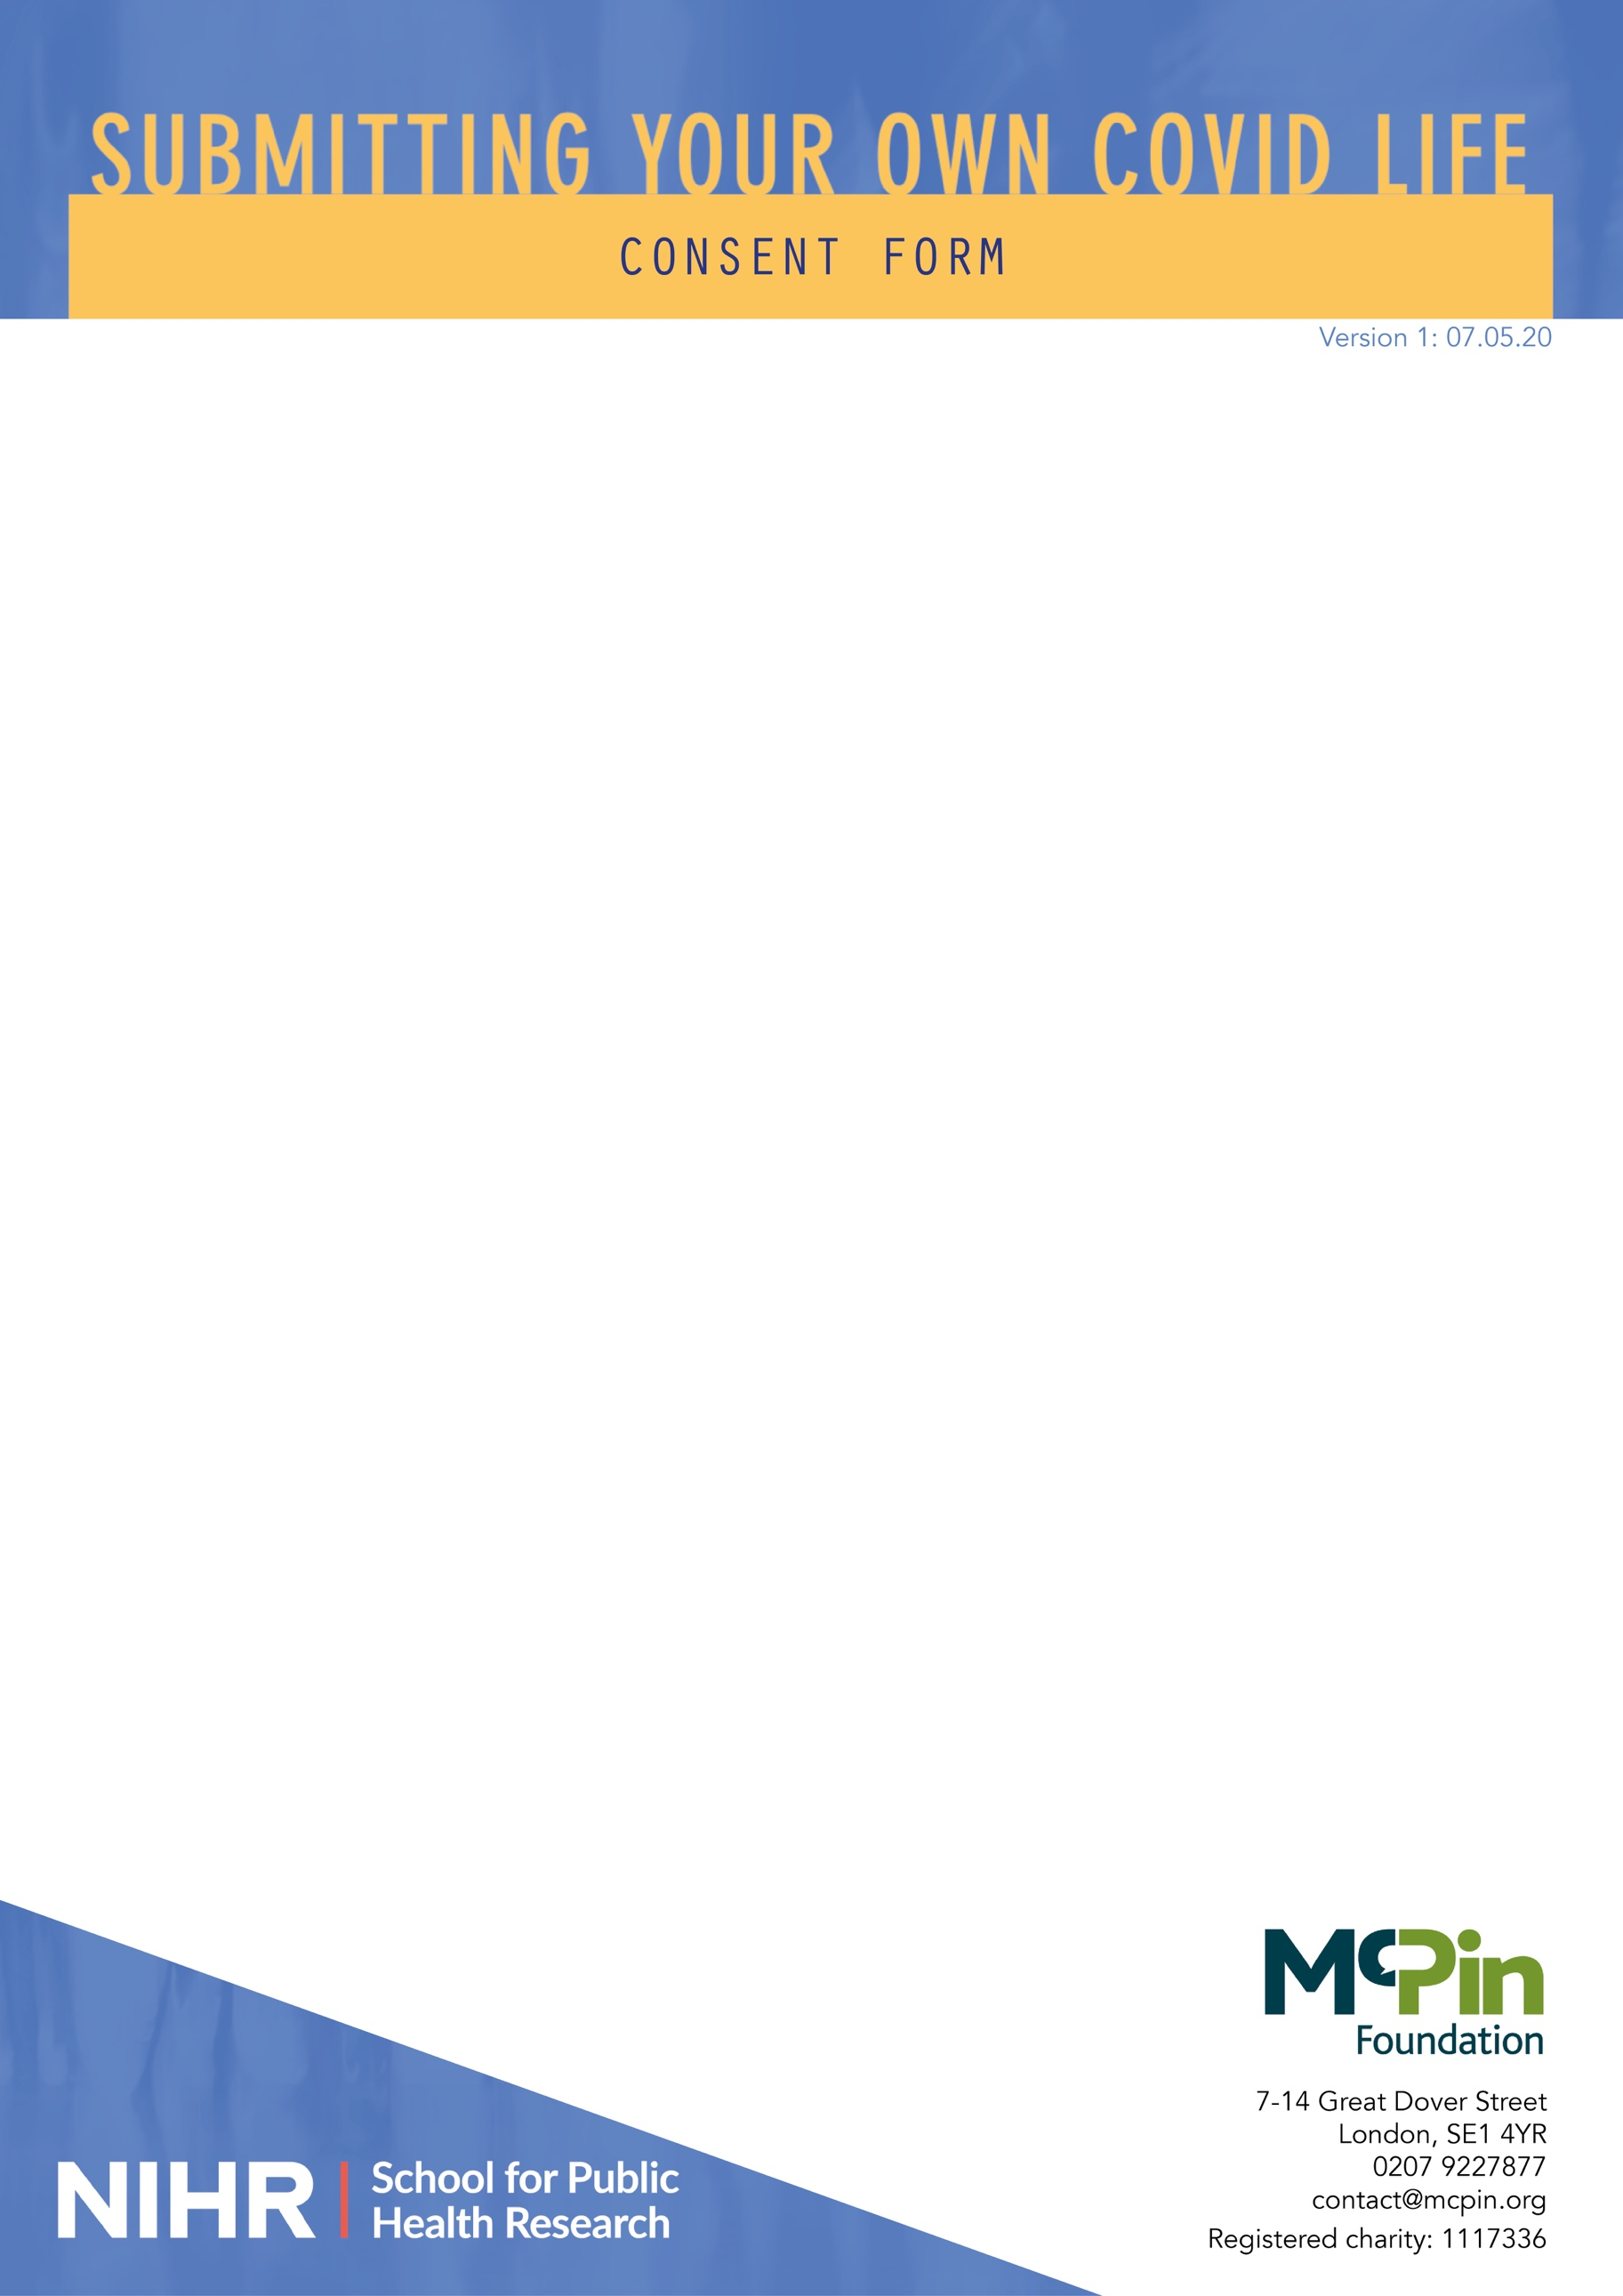 SUBMITTING YOUR OWN COVID LIFE
CONSENT FORM
Version 1: 07.05.20
McPin
Foundation
7-14 Great Dover Street
London, SE1 4YR
0207 9227877
contact@mcpin.org
Registered charity: 1117336
NIHR | School for Public
Health Research